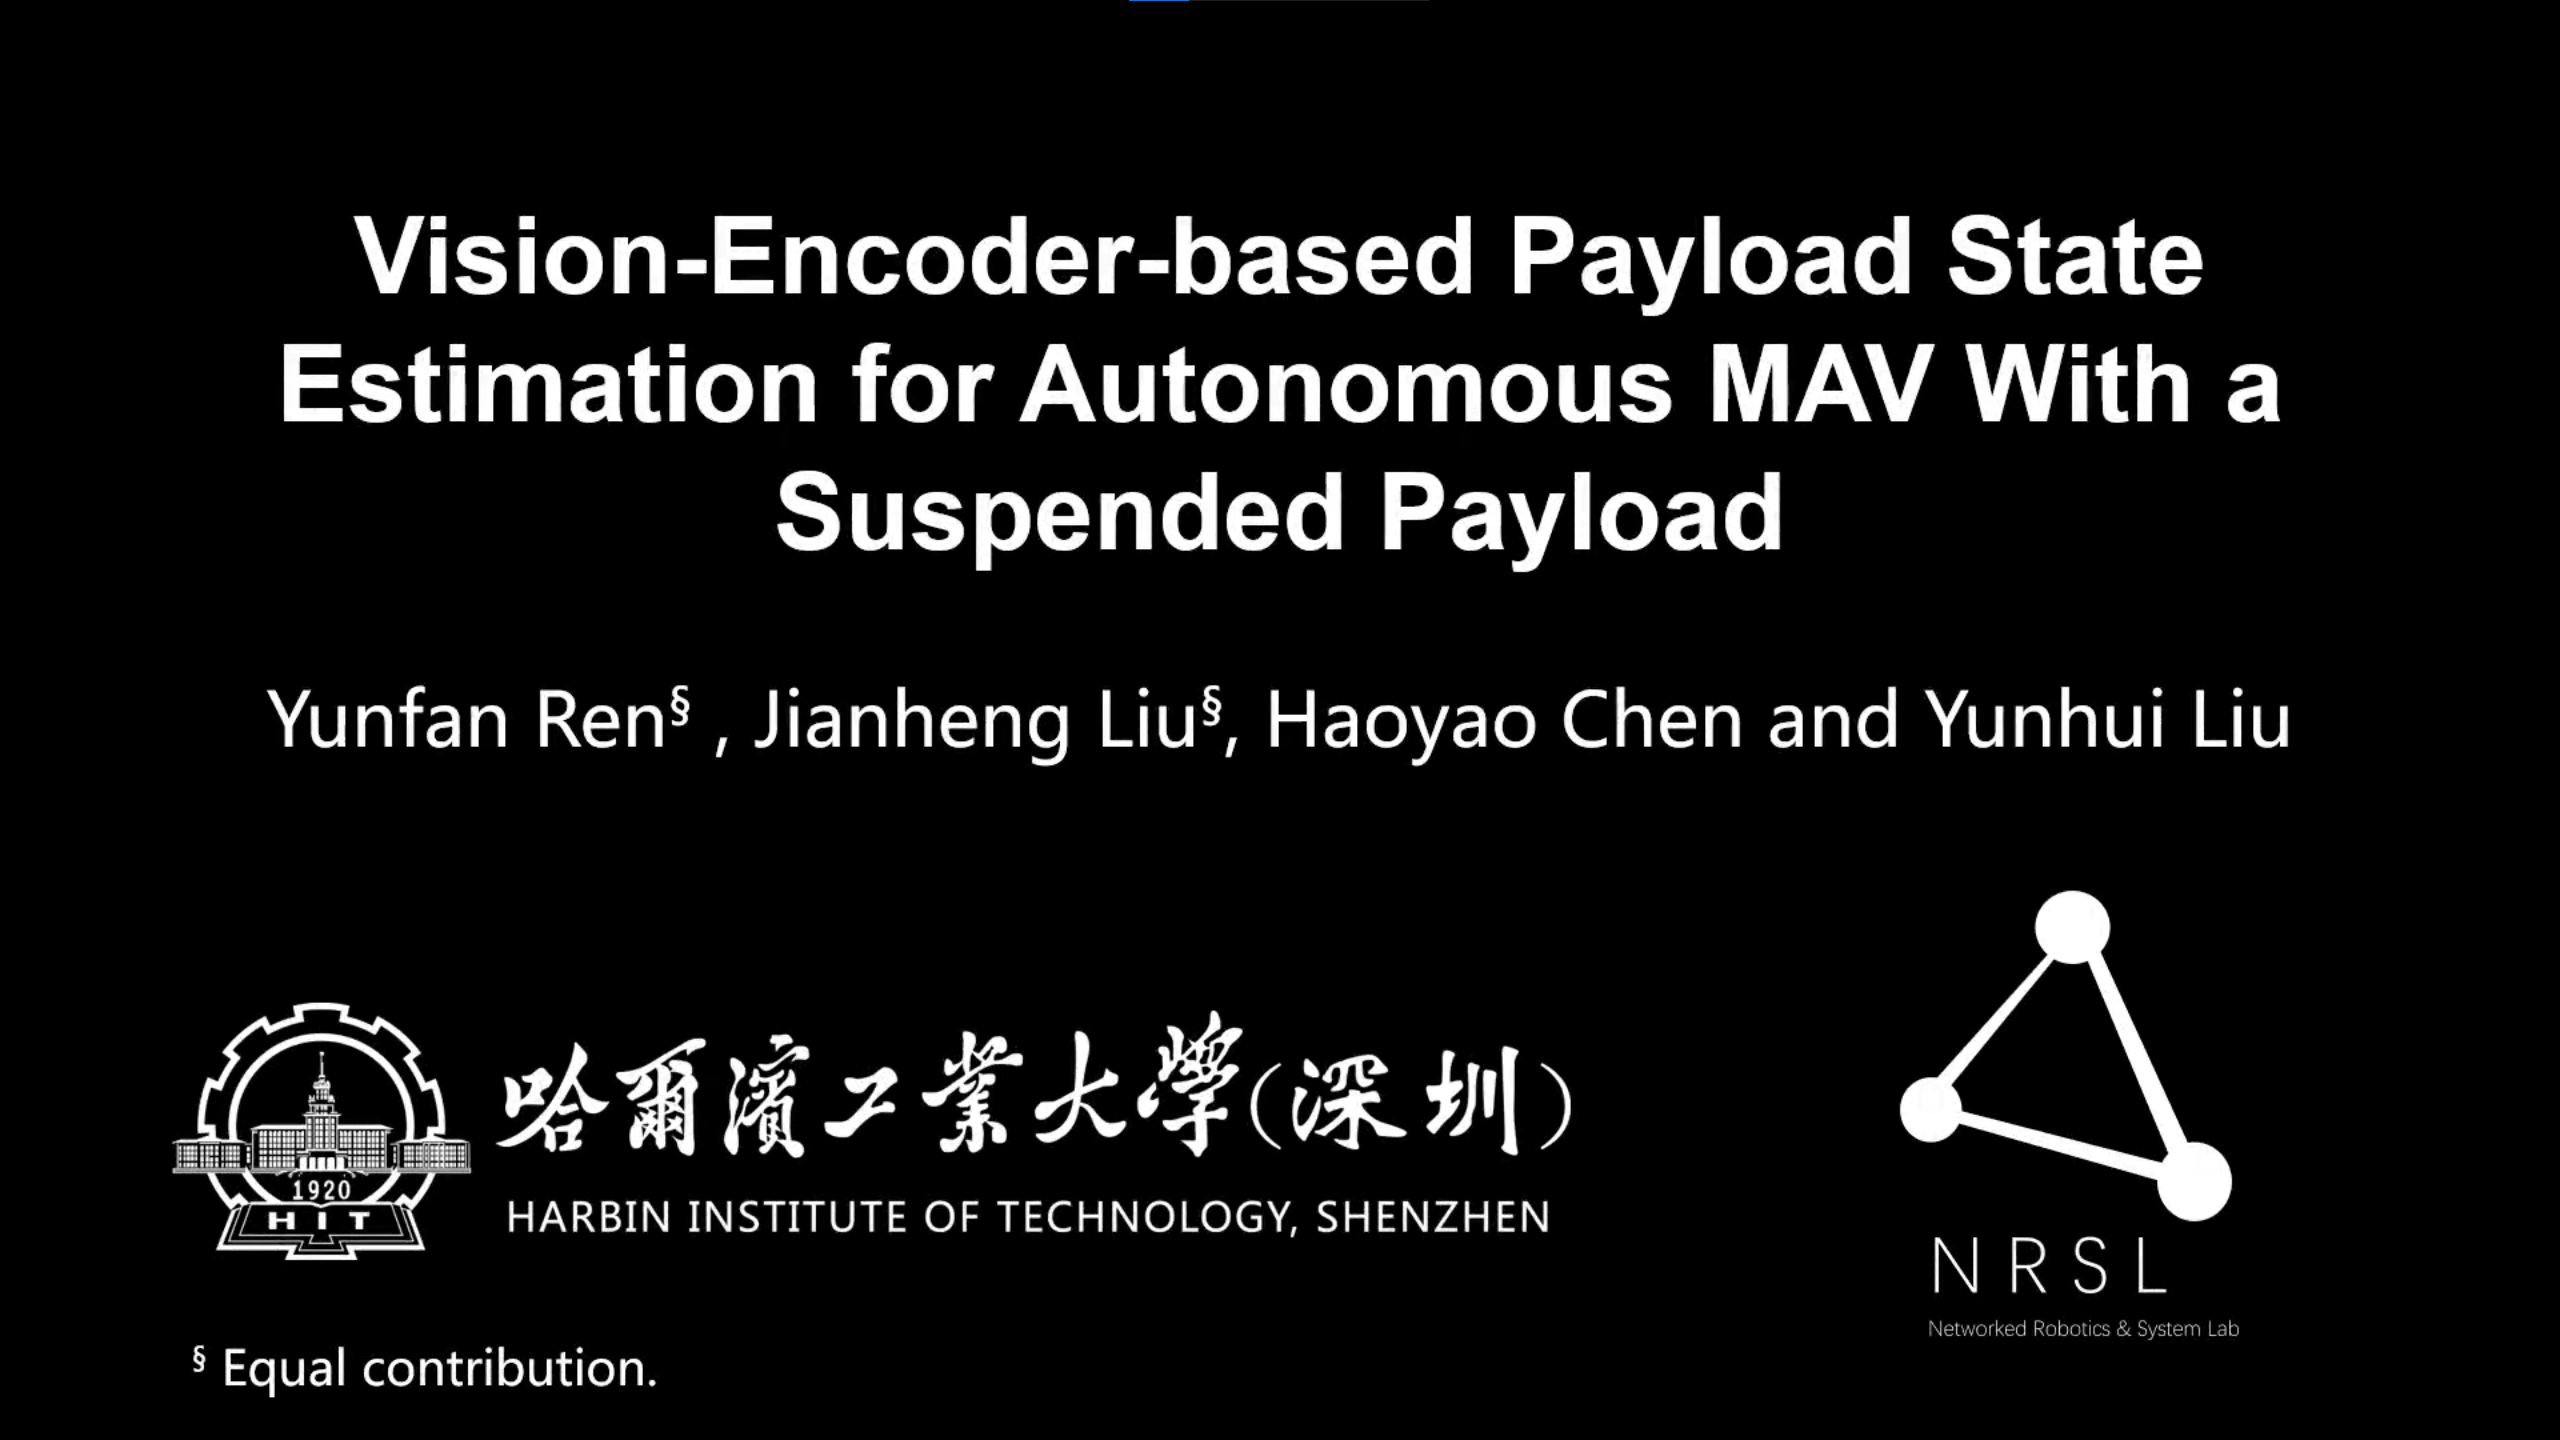 Vision-Encoder-based Payload State
Estimation for Autonomous MAV With a
Suspended Payload
Yunfan Ren§ , Jianheng Liu§, Haoyao Chen and Yunhui Liu
哈爾濱工業大學(深圳)
HARBIN INSTITUTE OF TECHNOLOGY, SHENZHEN
1920
HIT
NRSL
Networked Robotics & System Lab
§ Equal contribution.